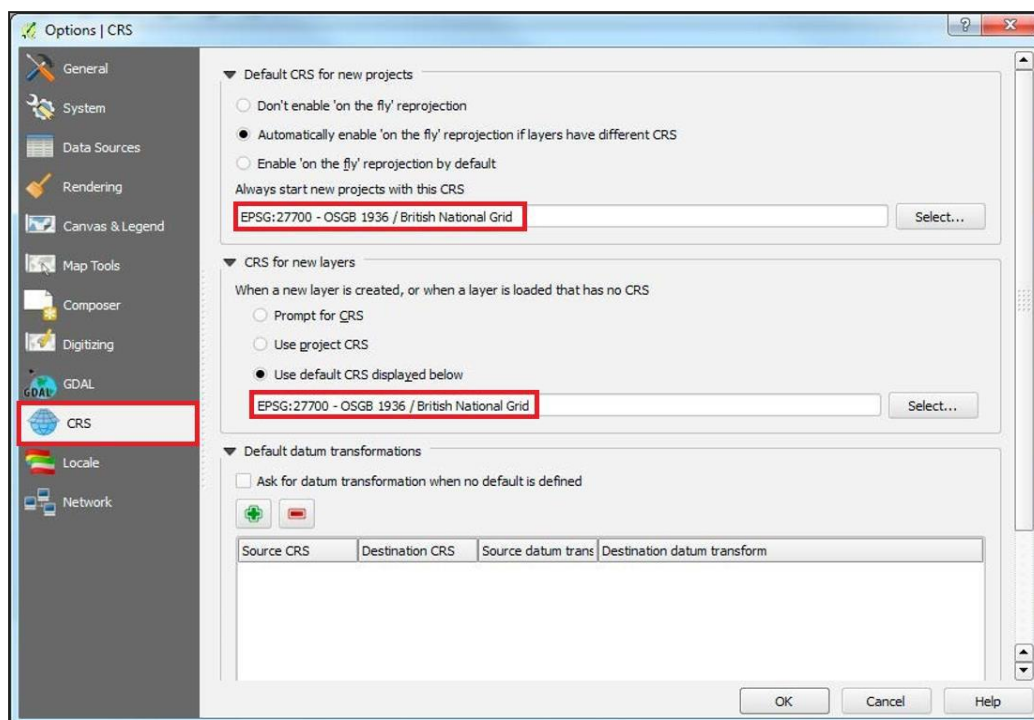 Options | CRS
General
System
Data Sources
Rendering
Canvas & Legend
Map Tools
Composer
Digitizing
GDAL
GDAL
CRS
Locale
Network
Default CRS for new projects
Don't enable 'on the fly' reprojection
Automatically enable 'on the fly' reprojection if layers have different CRS
Enable 'on the fly' reprojection by default
Always start new projects with this CRS
EPSG:27700 - OSGB 1936 / British National Grid
Select...
CRS for new layers
When a new layer is created, or when a layer is loaded that has no CRS
Prompt for CRS
Use project CRS
Use default CRS displayed below
EPSG:27700 - OSGB 1936 / British National Grid
Select...
Default datum transformations
Ask for datum transformation when no default is defined
Source CRS Destination CRS Source datum trans Destination datum transform
OK Cancel Help